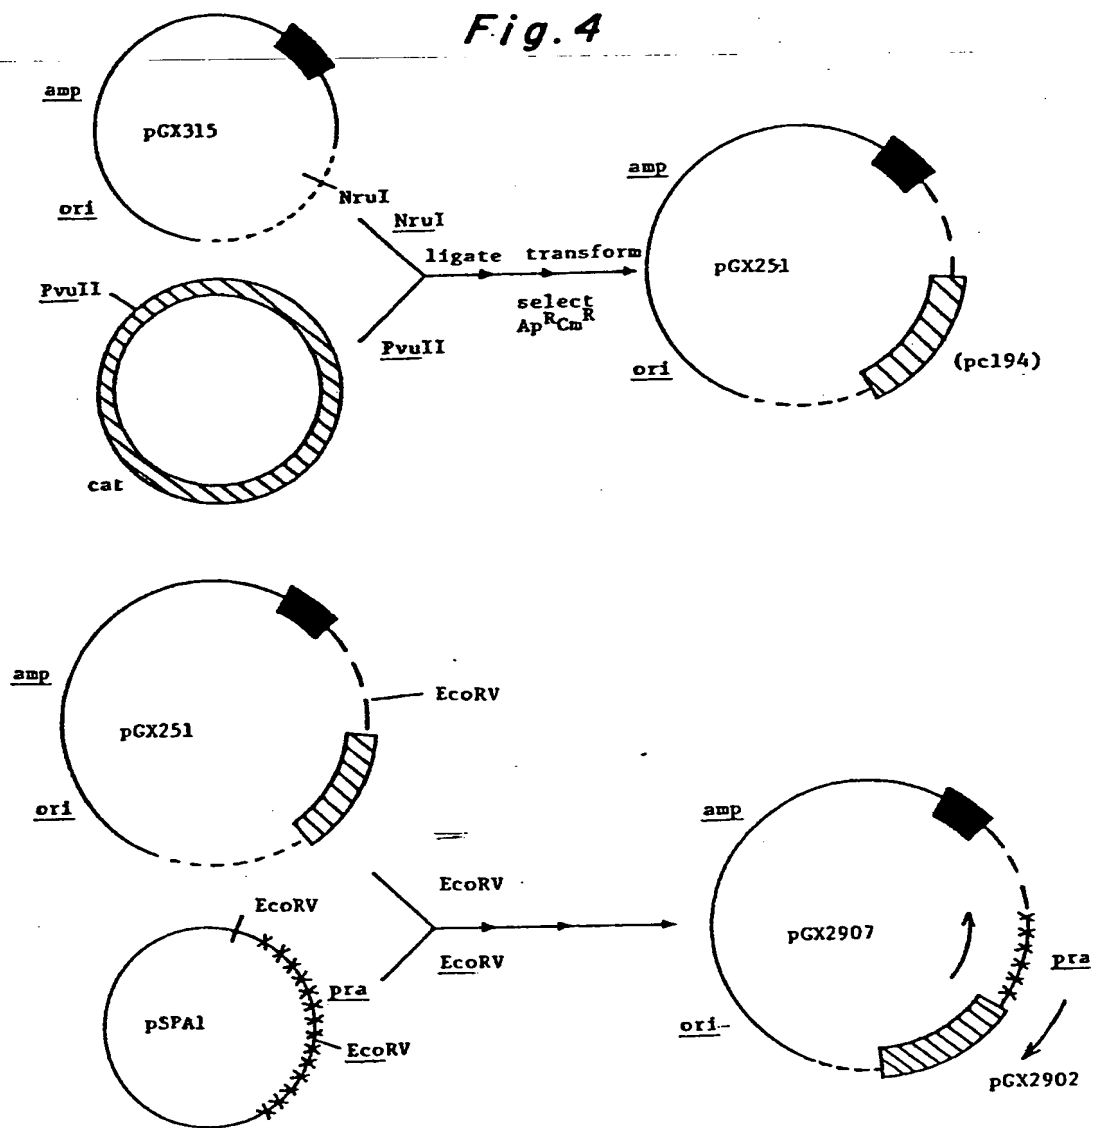 Fig. 4
amp
pGX315
NruI
ori
NruI
PvuII
PvuII
cat
ligate transform
select
Ap^R Cm^R
amp
pGX251
ori
(pc194)
amp
pGX251
EcoRV
ori
EcoRV
EcoRV
EcoRV
pra
pSPA1
EcoRV
amp
pGX2907
pra
ori
pGX2902